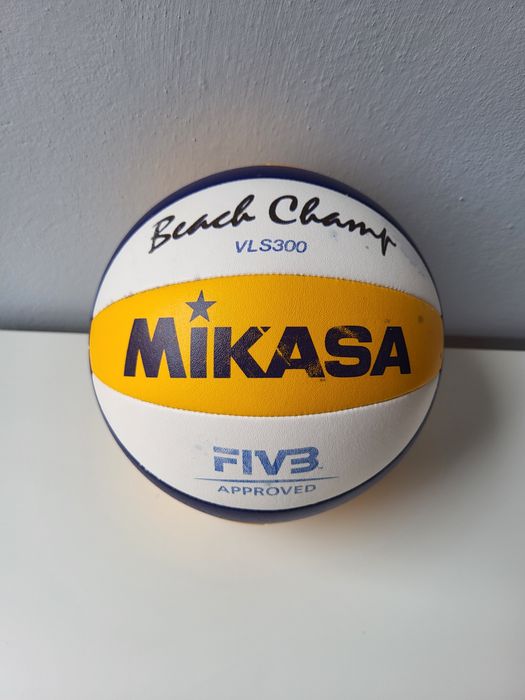 Beach Champ
VLS300
MiKASA
FIVB
APPROVED